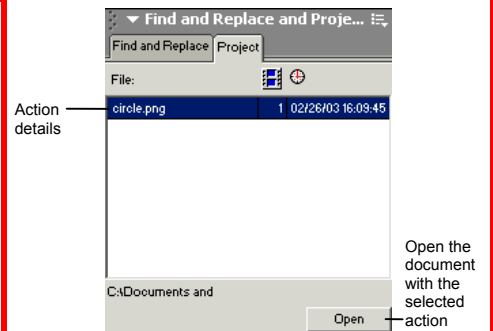 Find and Replace and Proje...
Find and Replace Project
File:
Action
details
circle.png 1 02/26/03 16:09:45
C:\Documents and
Open
Open the
document
with the
selected
action